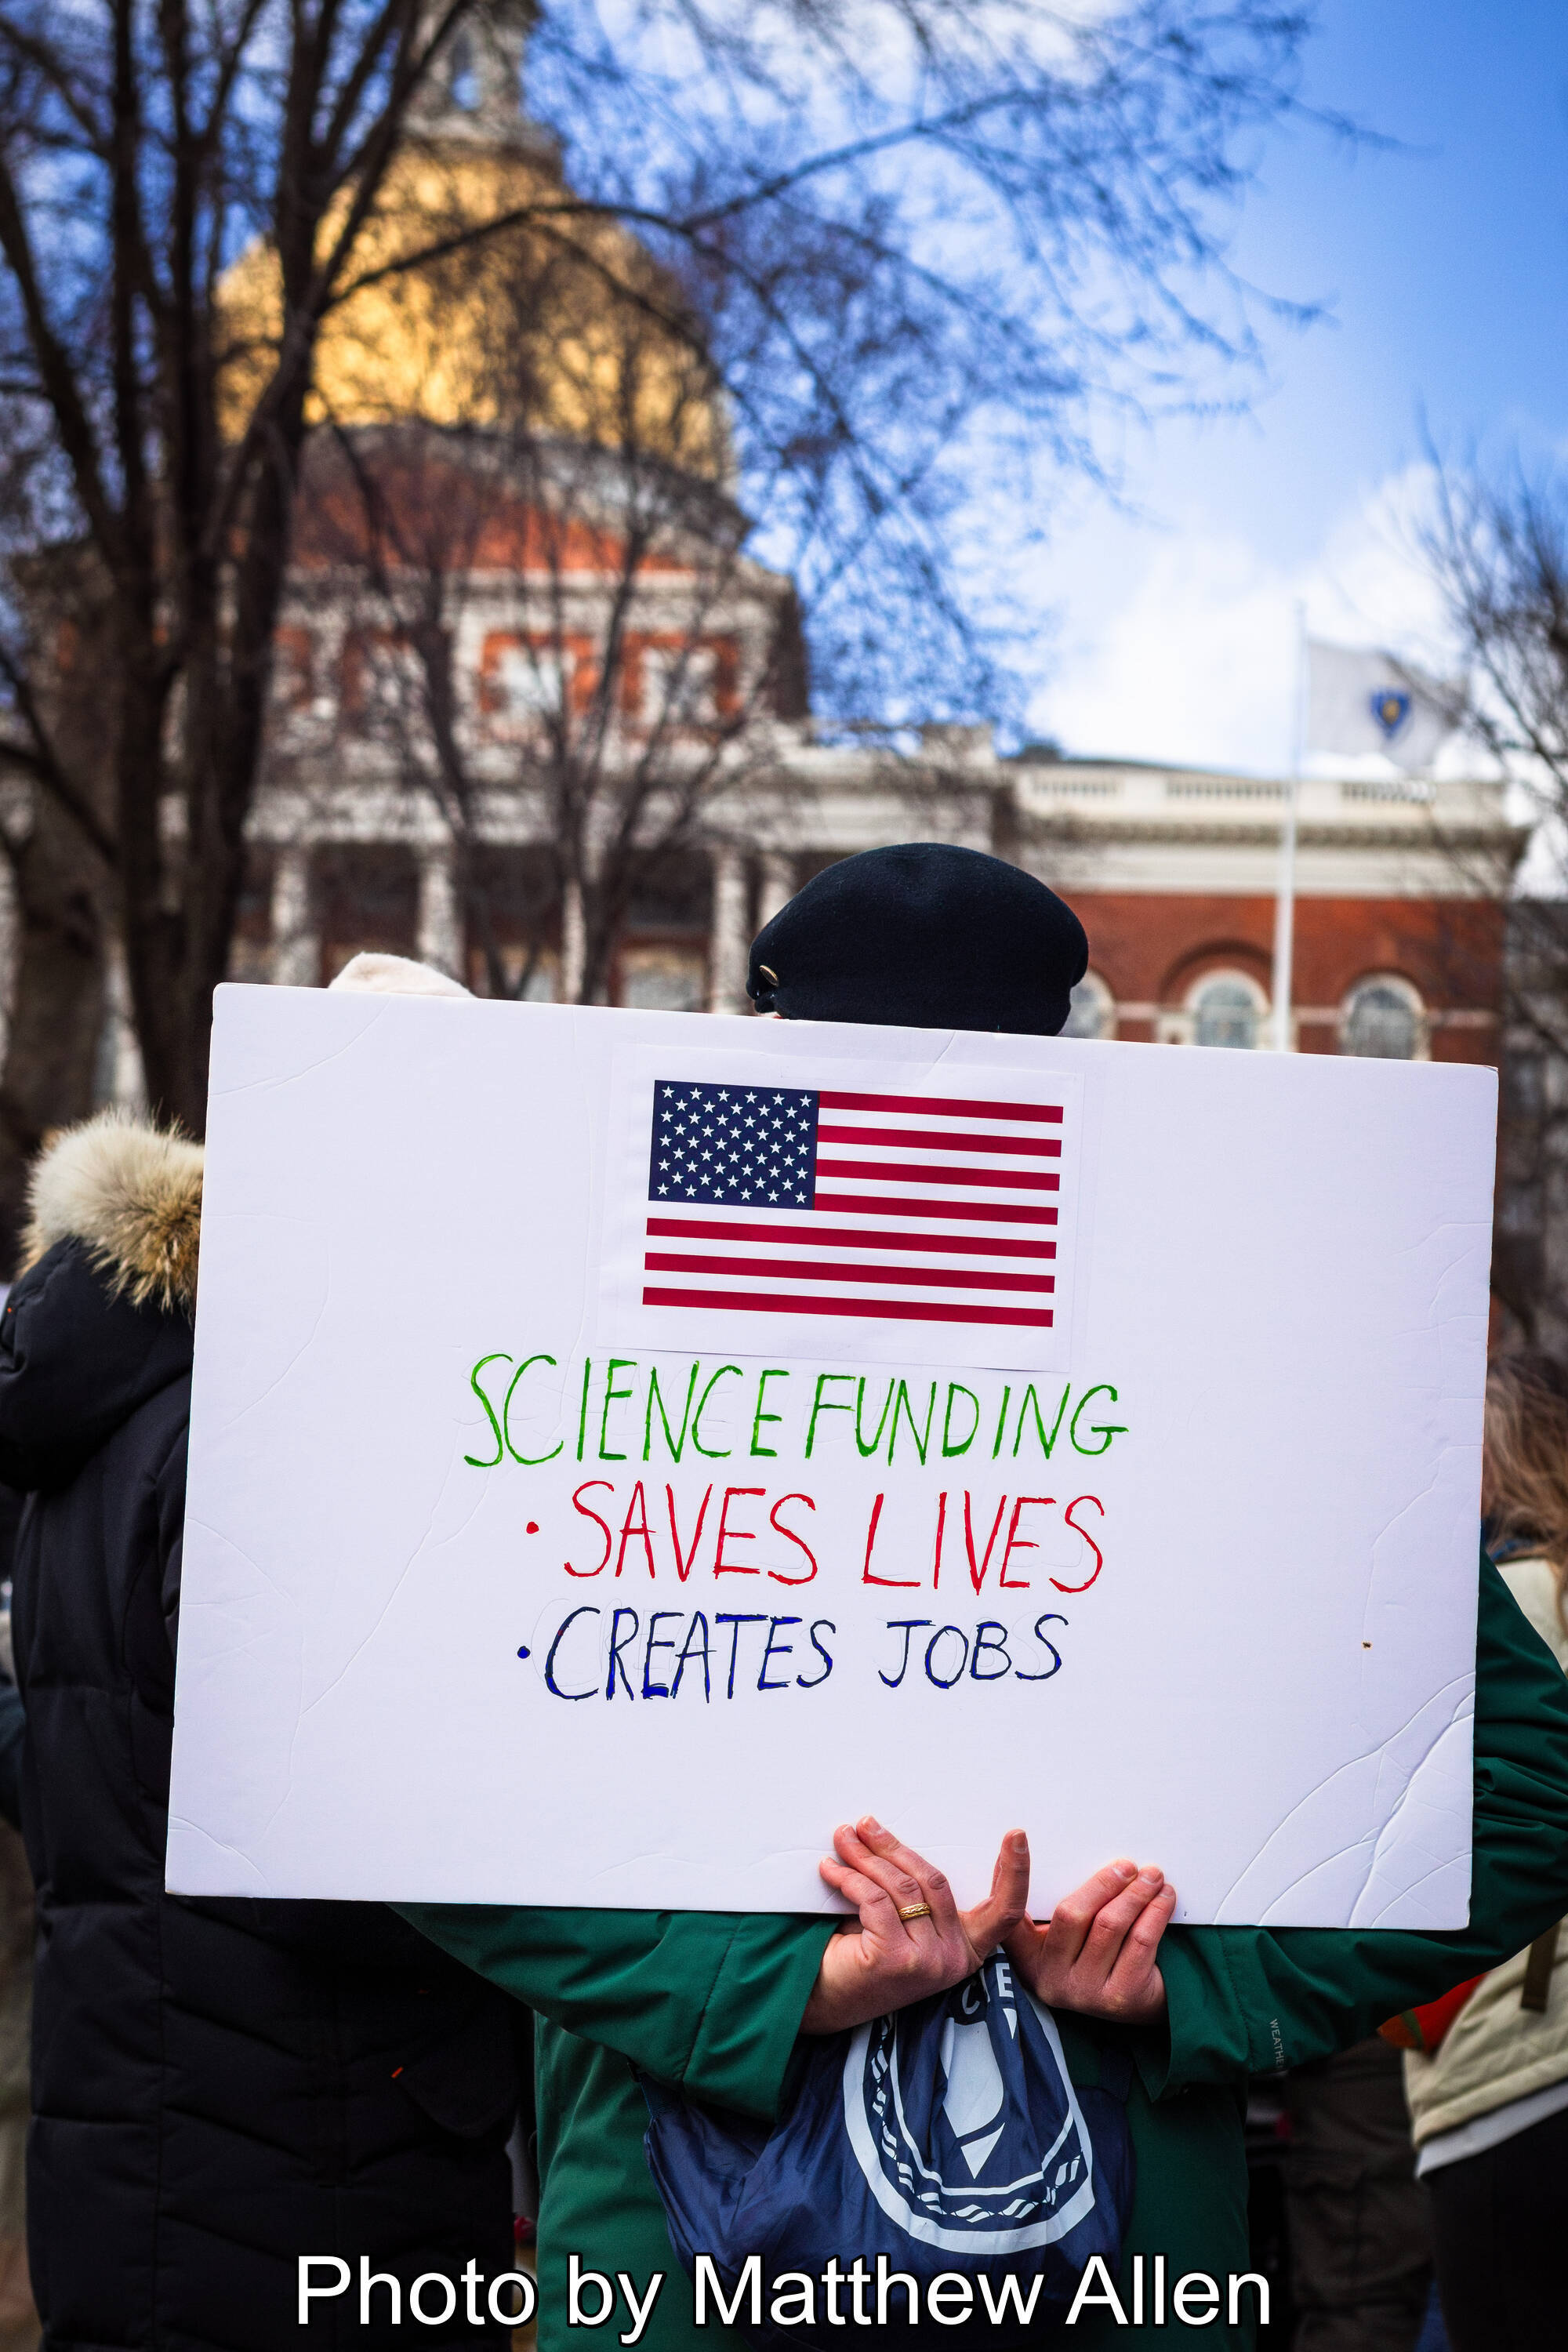 SCIENCE FUNDING
• SAVES LIVES
• CREATES JOBS
Photo by Matthew Allen